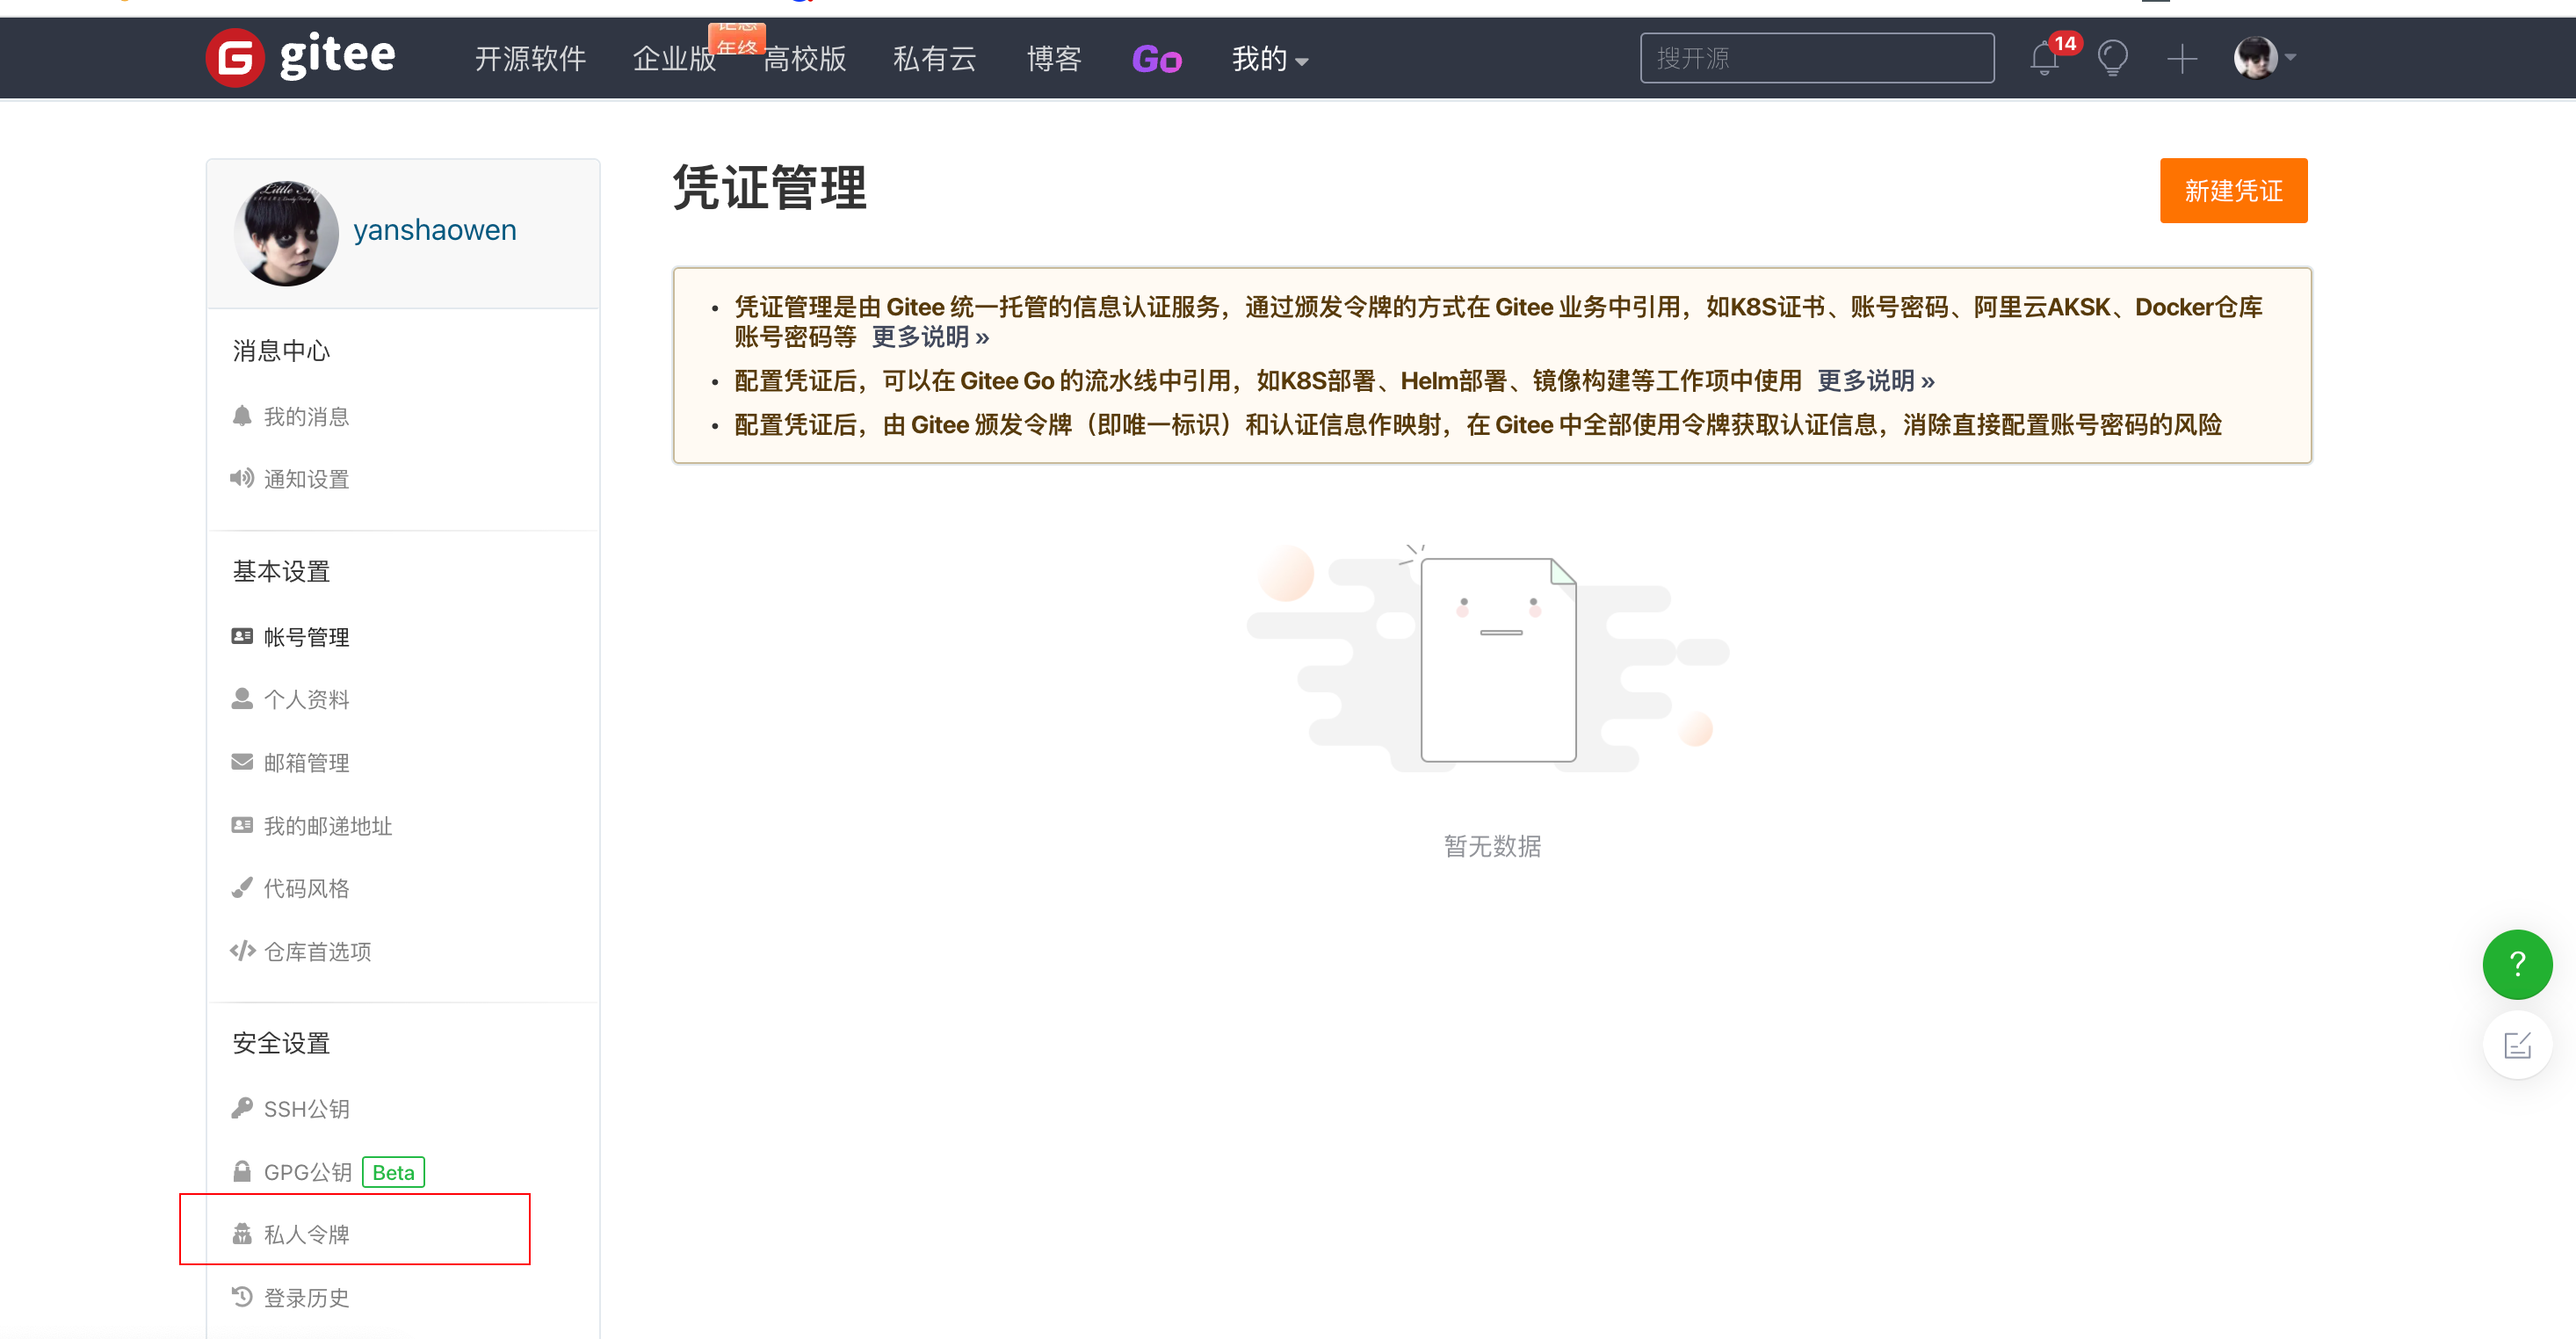 gitee
开源软件
企业版
年终
高校版
私有云
博客
Go
我的
搜开源
14
yanshaowen
消息中心
我的消息
通知设置
基本设置
帐号管理
个人资料
邮箱管理
我的邮递地址
代码风格
仓库首选项
安全设置
SSH公钥
GPG公钥 Beta
私人令牌
登录历史
凭证管理
新建凭证
• 凭证管理是由 Gitee 统一托管的信息认证服务，通过颁发令牌的方式在 Gitee 业务中引用，如K8S证书、账号密码、阿里云AKSK、Docker仓库
账号密码等 更多说明 »
• 配置凭证后，可以在 Gitee Go 的流水线中引用，如K8S部署、Helm部署、镜像构建等工作项中使用 更多说明 »
• 配置凭证后，由 Gitee 颁发令牌（即唯一标识）和认证信息作映射，在 Gitee 中全部使用令牌获取认证信息，消除直接配置账号密码的风险
暂无数据
?